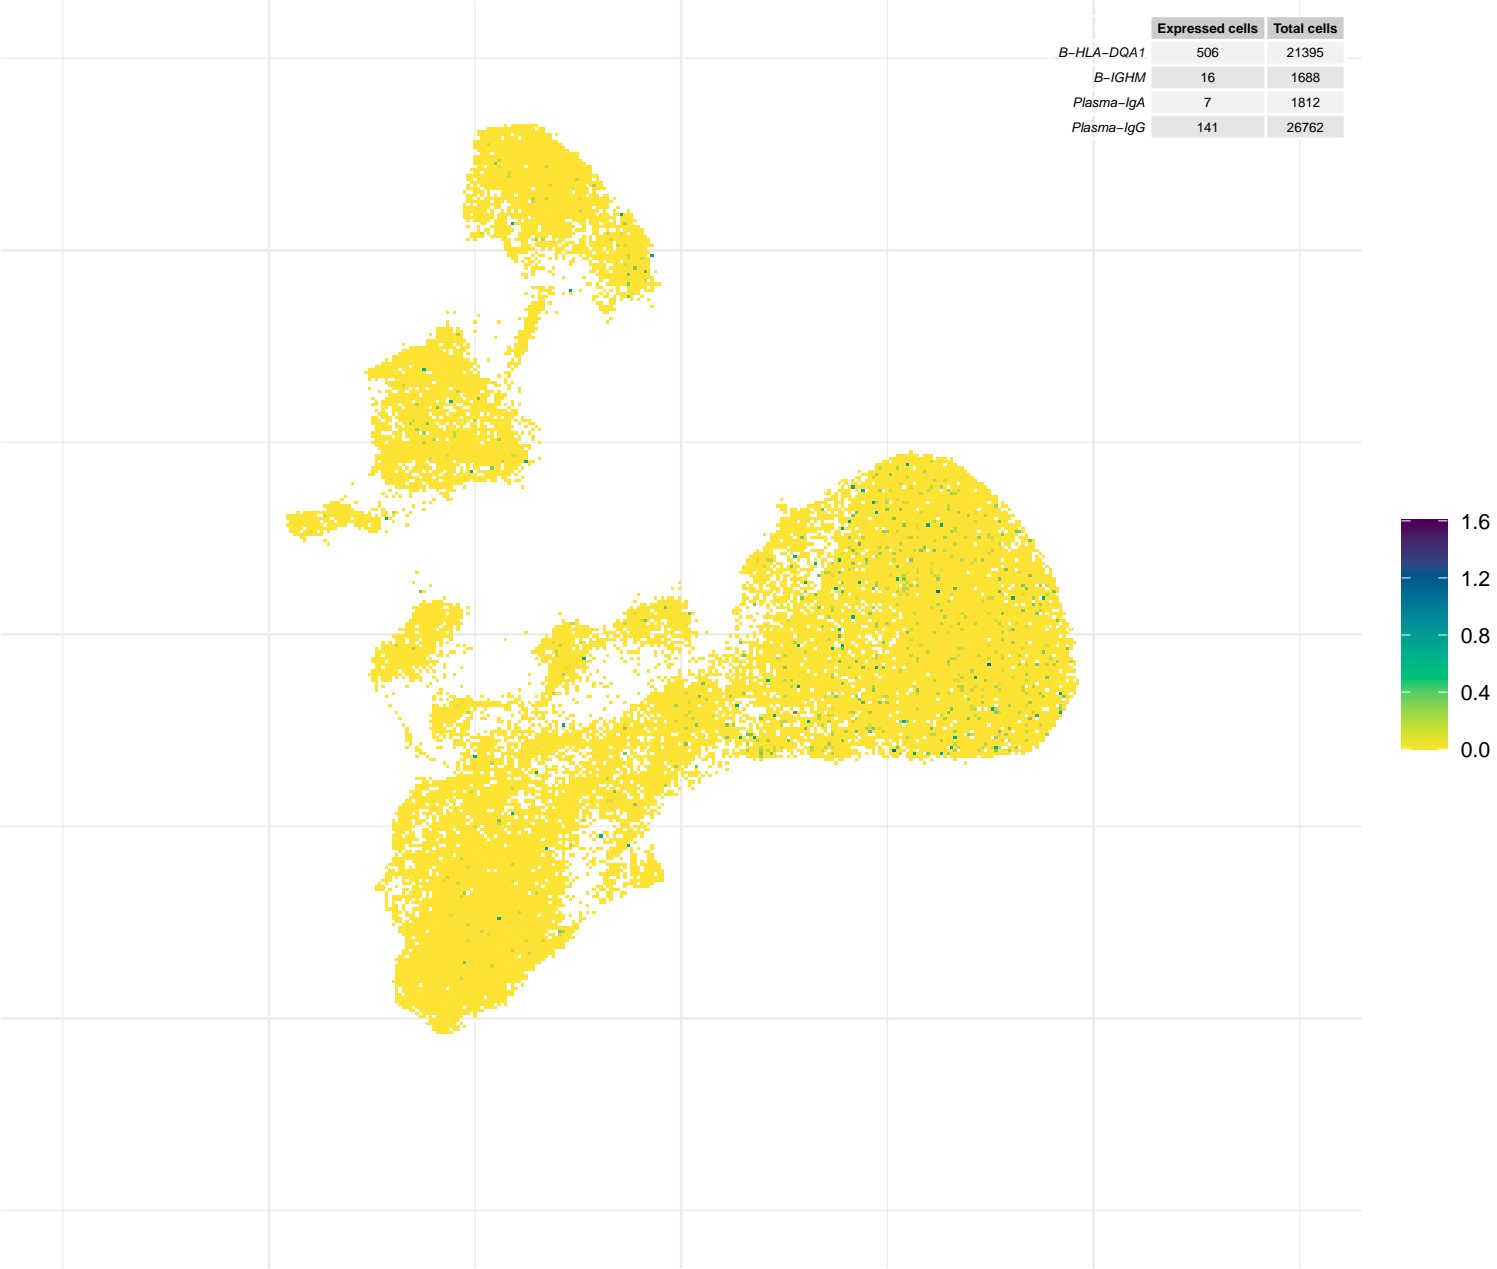 Expressed cells Total cells
B−HLA−DQA1 506 21395
B−IGHM 16 1688
Plasma−IgA 7 1812
Plasma−IgG 141 26762
1.6
1.2
0.8
0.4
0.0